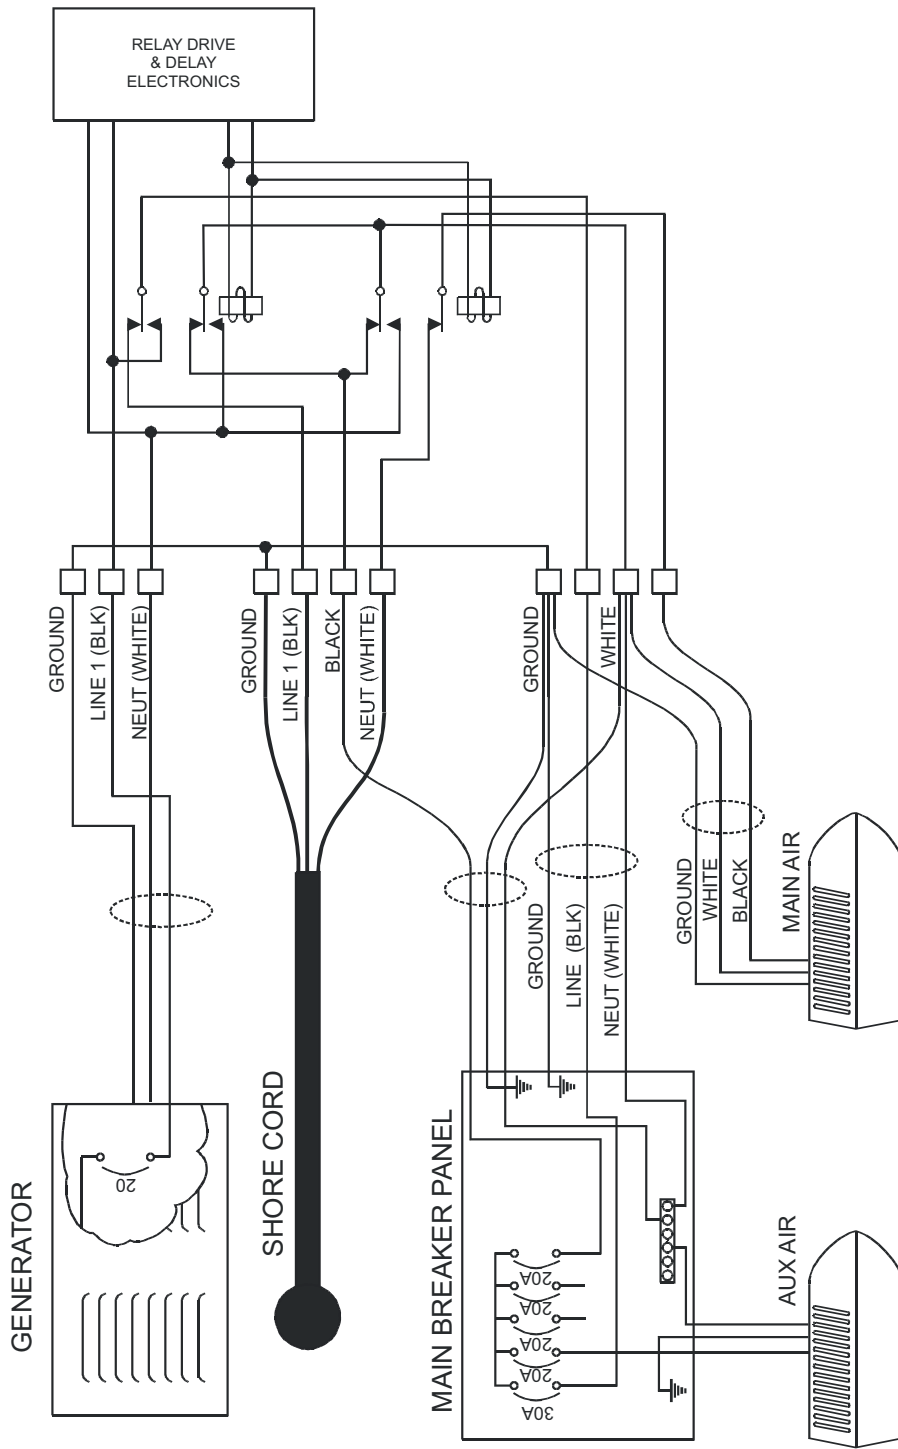 RELAY DRIVE
& DELAY
ELECTRONICS
GROUND
LINE 1 (BLK)
NEUT (WHITE)
GROUND
LINE 1 (BLK)
BLACK
NEUT (WHITE)
GROUND
WHITE
GROUND
LINE (BLK)
NEUT (WHITE)
GROUND
WHITE
BLACK
MAIN AIR
GENERATOR
20
SHORE CORD
MAIN BREAKER PANEL
20A
20A
20A
20A
30A
AUX AIR